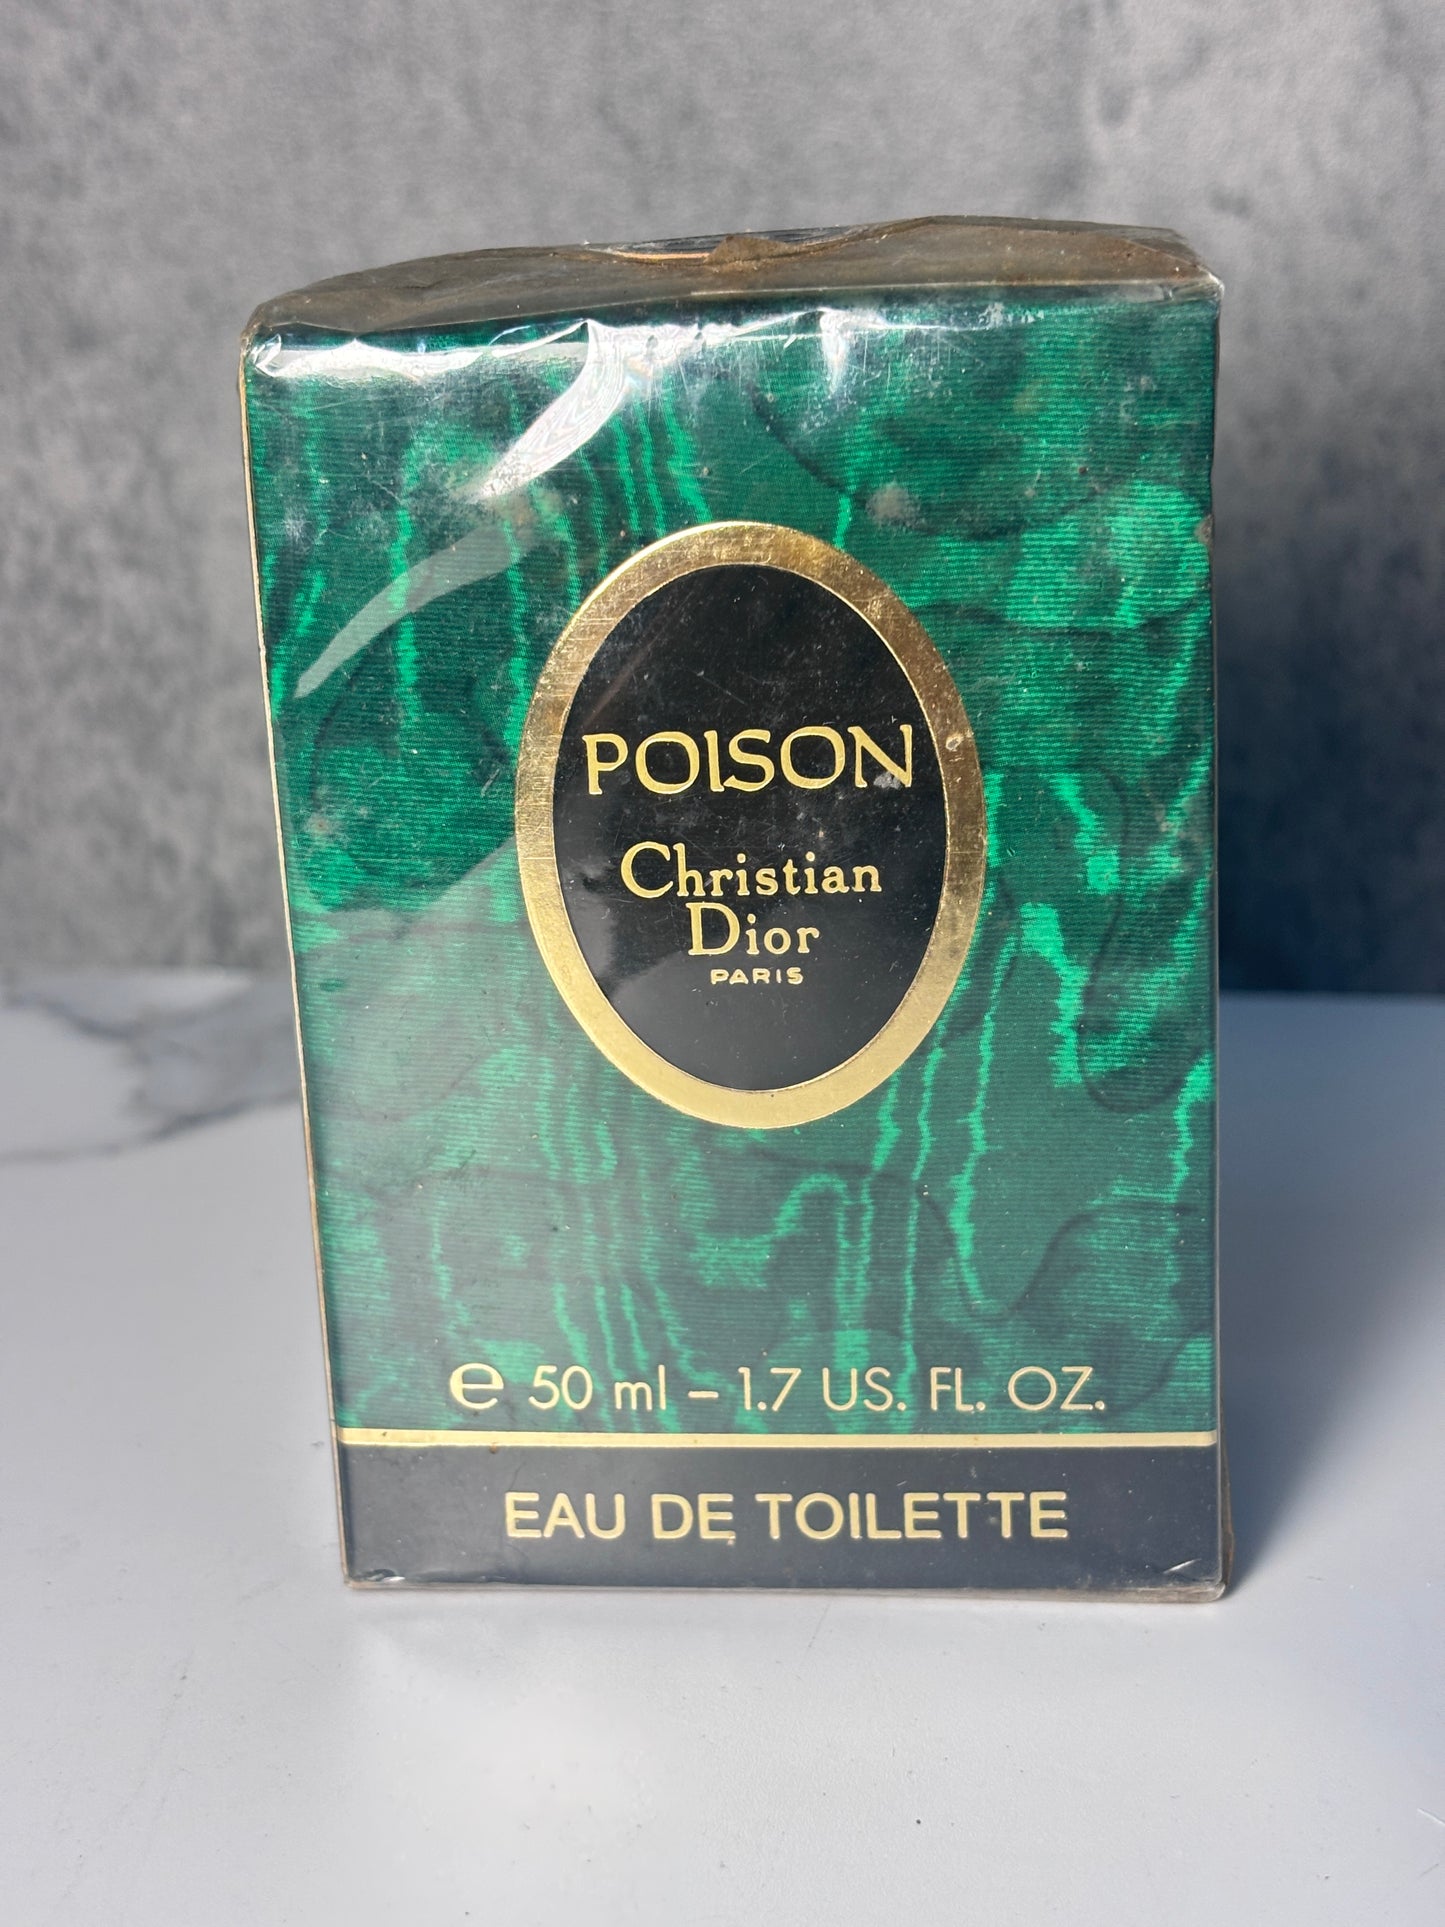 POISON
Christian
Dior
PARIS
e 50 ml – 1.7 US. FL. OZ.
EAU DE TOILETTE